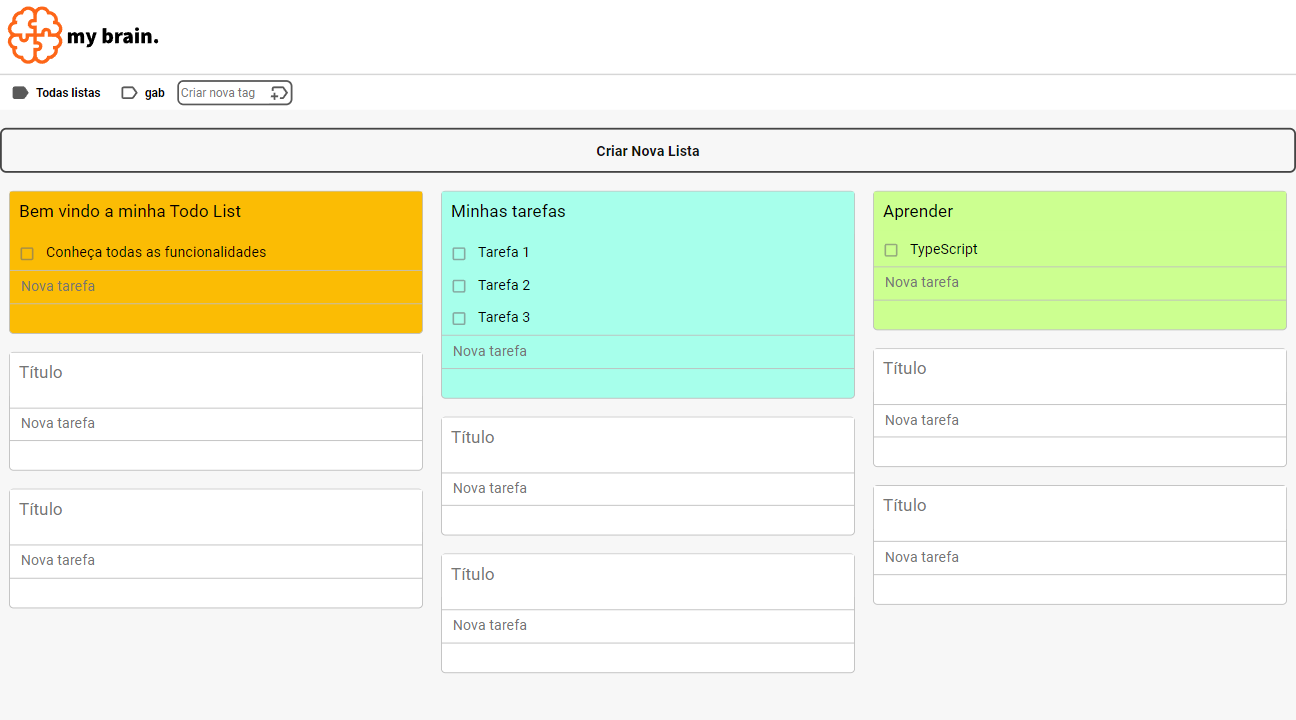 my brain.
Todas listas
gab
Criar nova tag
Criar Nova Lista
Bem vindo a minha Todo List
Conheça todas as funcionalidades
Nova tarefa
Título
Nova tarefa
Título
Nova tarefa
Minhas tarefas
Tarefa 1
Tarefa 2
Tarefa 3
Nova tarefa
Título
Nova tarefa
Título
Nova tarefa
Aprender
TypeScript
Nova tarefa
Título
Nova tarefa
Título
Nova tarefa